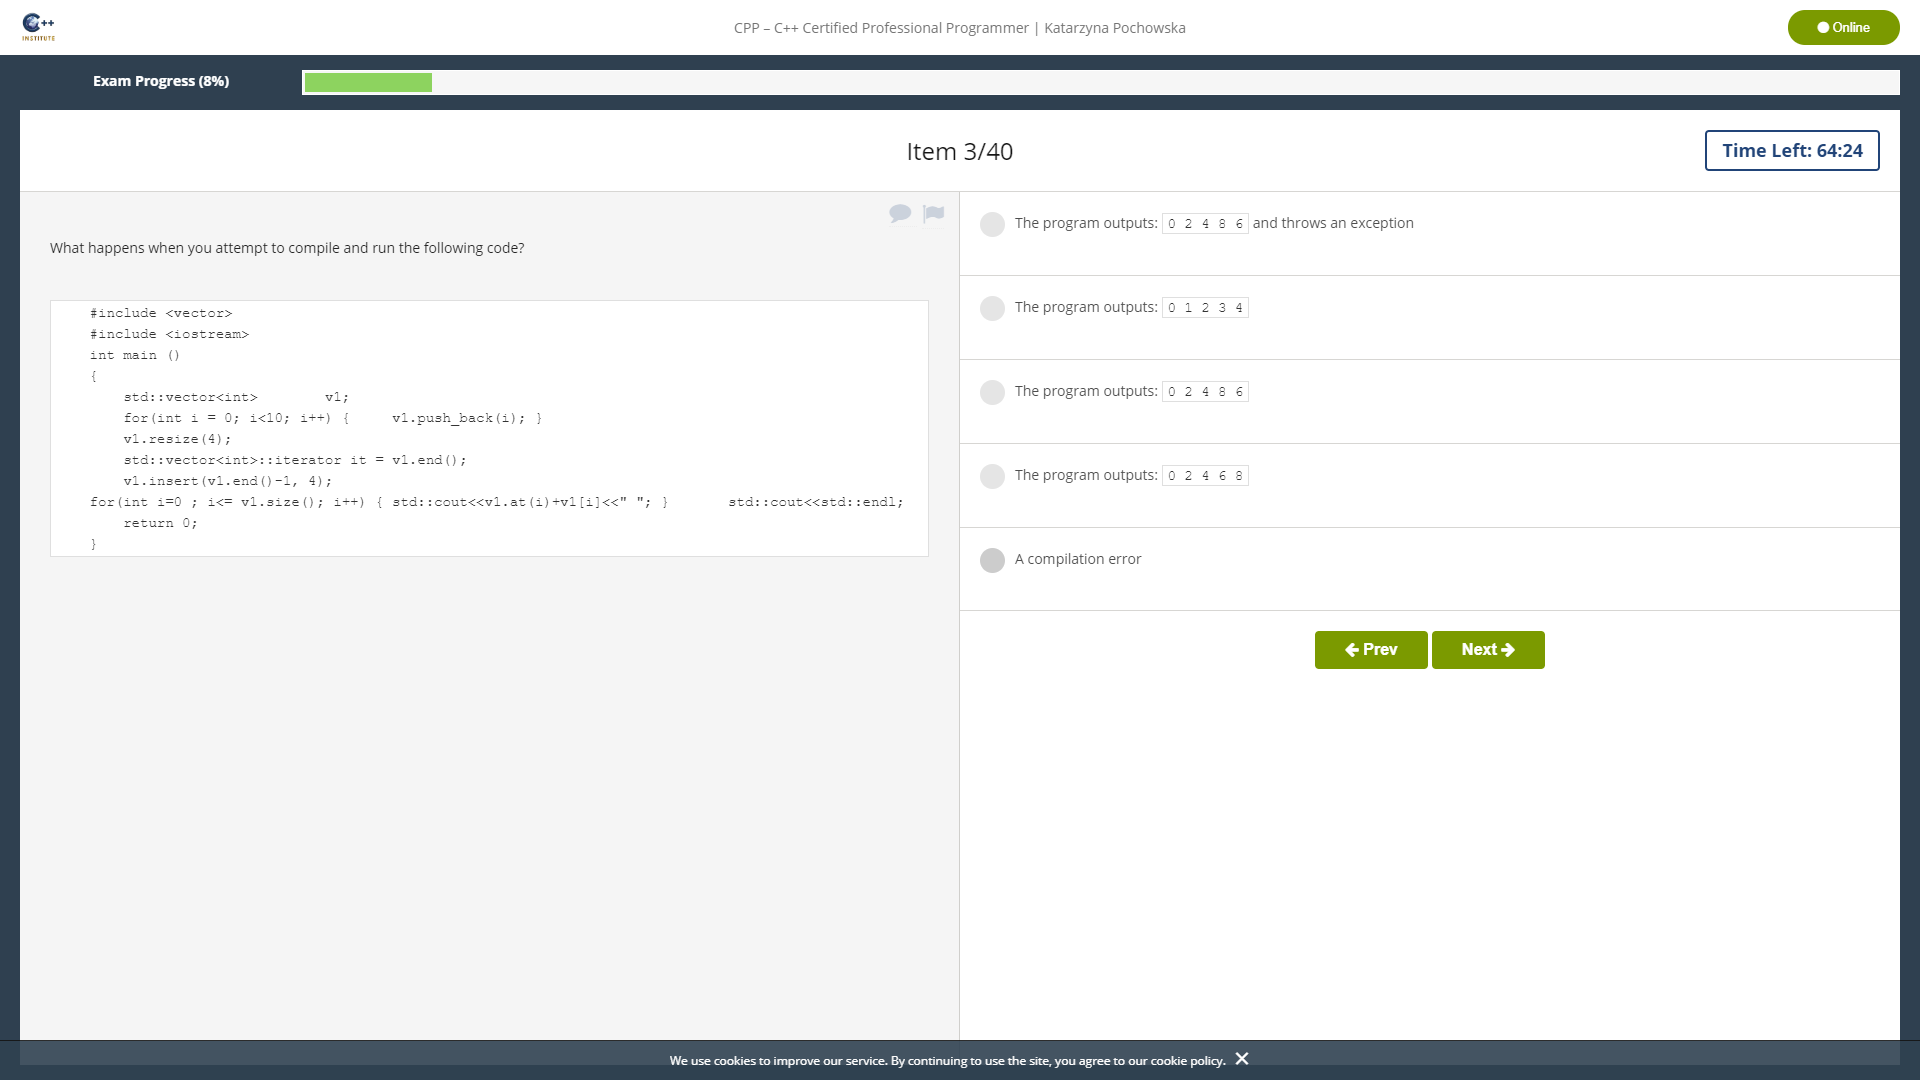 C++
INSTITUTE
CPP – C++ Certified Professional Programmer | Katarzyna Pochowska
Online
Exam Progress (8%)
Item 3/40
Time Left: 64:24
What happens when you attempt to compile and run the following code?
#include <vector>
#include <iostream>
int main ()
{
    std::vector<int>        v1;
    for(int i = 0; i<10; i++) {     v1.push_back(i); }
    v1.resize(4);
    std::vector<int>::iterator it = v1.end();
    v1.insert(v1.end()-1, 4);
for(int i=0 ; i<= v1.size(); i++) { std::cout<<v1.at(i)+v1[i]<<" "; }       std::cout<<std::endl;
    return 0;
}
The program outputs: 0 2 4 8 6 and throws an exception
The program outputs: 0 1 2 3 4
The program outputs: 0 2 4 8 6
The program outputs: 0 2 4 6 8
A compilation error
Prev Next
We use cookies to improve our service. By continuing to use the site, you agree to our cookie policy.